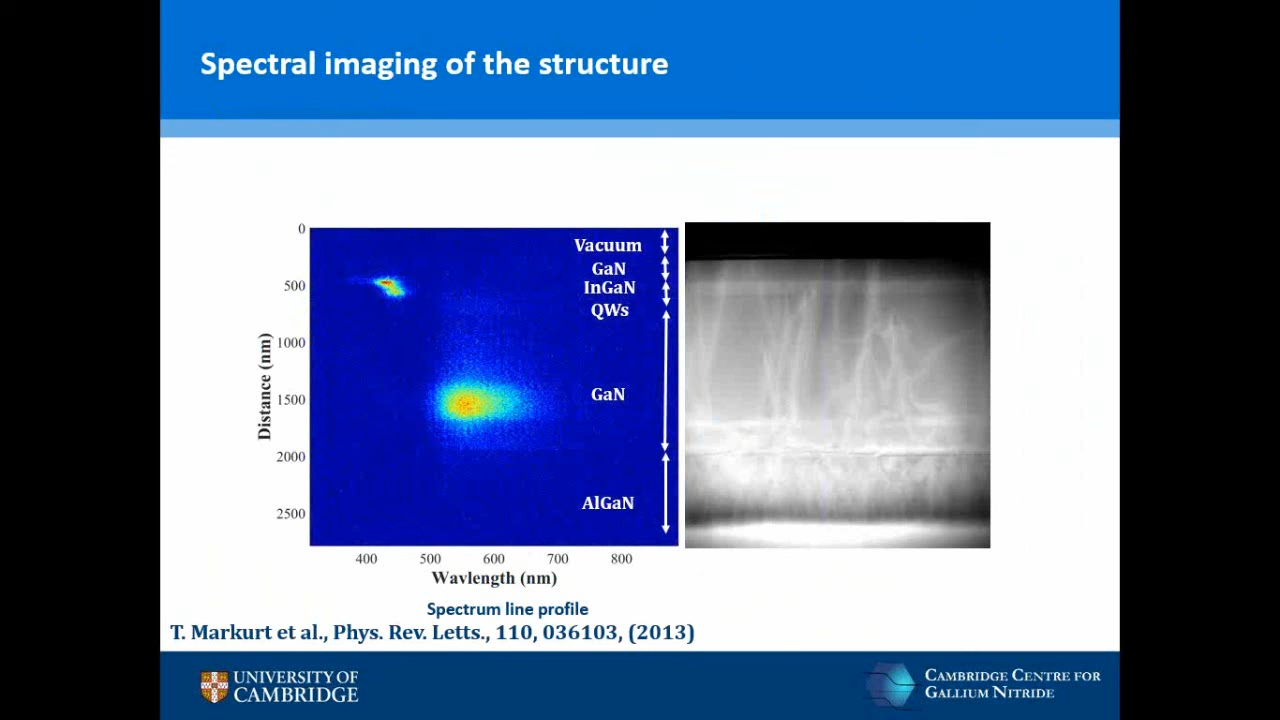 Spectral imaging of the structure
0
500
1000
1500
2000
2500
Distance (nm)
Vacuum
GaN
InGaN
QWs
GaN
AlGaN
400 500 600 700 800
Wavlength (nm)
Spectrum line profile
T. Markurt et al., Phys. Rev. Letts., 110, 036103, (2013)
UNIVERSITY OF
CAMBRIDGE
CAMBRIDGE CENTRE FOR
GALLIUM NITRIDE